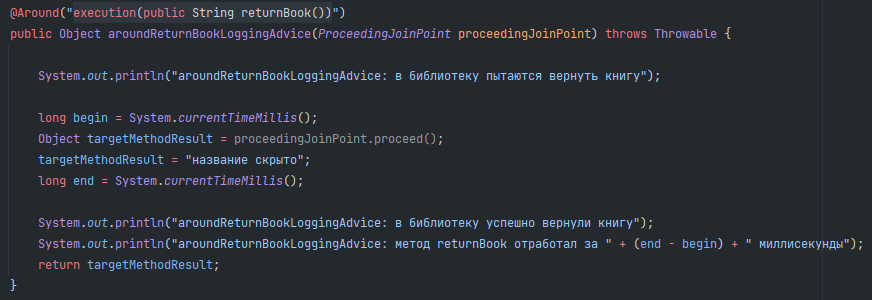 @Around("execution(public String returnBook())")
public Object aroundReturnBookLoggingAdvice(ProceedingJoinPoint proceedingJoinPoint) throws Throwable {
System.out.println("aroundReturnBookLoggingAdvice: в библиотеку пытаются вернуть книгу");
long begin = System.currentTimeMillis();
Object targetMethodResult = proceedingJoinPoint.proceed();
targetMethodResult = "название скрыто";
long end = System.currentTimeMillis();
System.out.println("aroundReturnBookLoggingAdvice: в библиотеку успешно вернули книгу");
System.out.println("aroundReturnBookLoggingAdvice: метод returnBook отработал за " + (end - begin) + " миллисекунды");
return targetMethodResult;
}